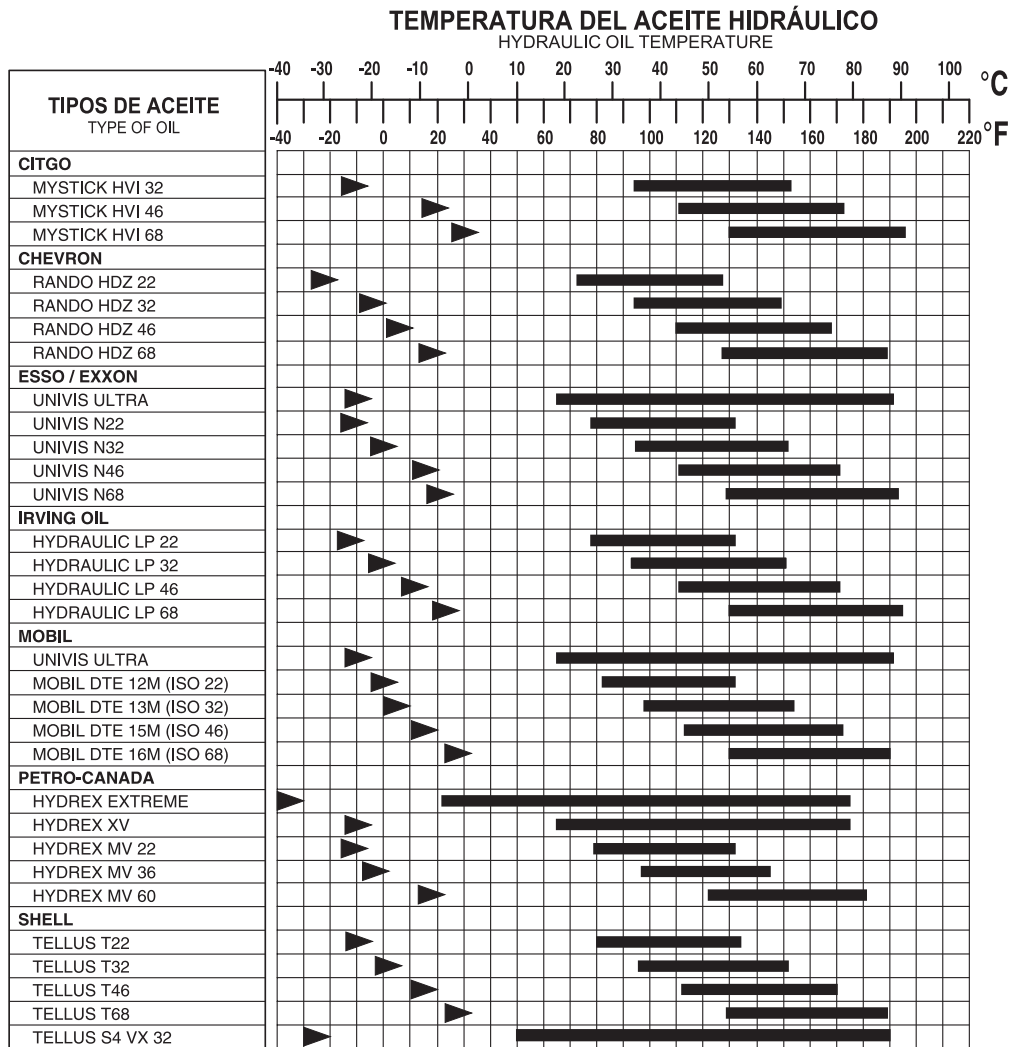 TEMPERATURA DEL ACEITE HIDRÁULICO
HYDRAULIC OIL TEMPERATURE
-40 -30 -20 -10 0 10 20 30 40 50 60 70 80 90 100 °C
TIPOS DE ACEITE
TYPE OF OIL
-40 -20 0 20 40 60 80 100 120 140 160 180 200 220 °F
CITGO
MYSTICK HVI 32
MYSTICK HVI 46
MYSTICK HVI 68
CHEVRON
RANDO HDZ 22
RANDO HDZ 32
RANDO HDZ 46
RANDO HDZ 68
ESSO / EXXON
UNIVIS ULTRA
UNIVIS N22
UNIVIS N32
UNIVIS N46
UNIVIS N68
IRVING OIL
HYDRAULIC LP 22
HYDRAULIC LP 32
HYDRAULIC LP 46
HYDRAULIC LP 68
MOBIL
UNIVIS ULTRA
MOBIL DTE 12M (ISO 22)
MOBIL DTE 13M (ISO 32)
MOBIL DTE 15M (ISO 46)
MOBIL DTE 16M (ISO 68)
PETRO-CANADA
HYDREX EXTREME
HYDREX XV
HYDREX MV 22
HYDREX MV 36
HYDREX MV 60
SHELL
TELLUS T22
TELLUS T32
TELLUS T46
TELLUS T68
TELLUS S4 VX 32